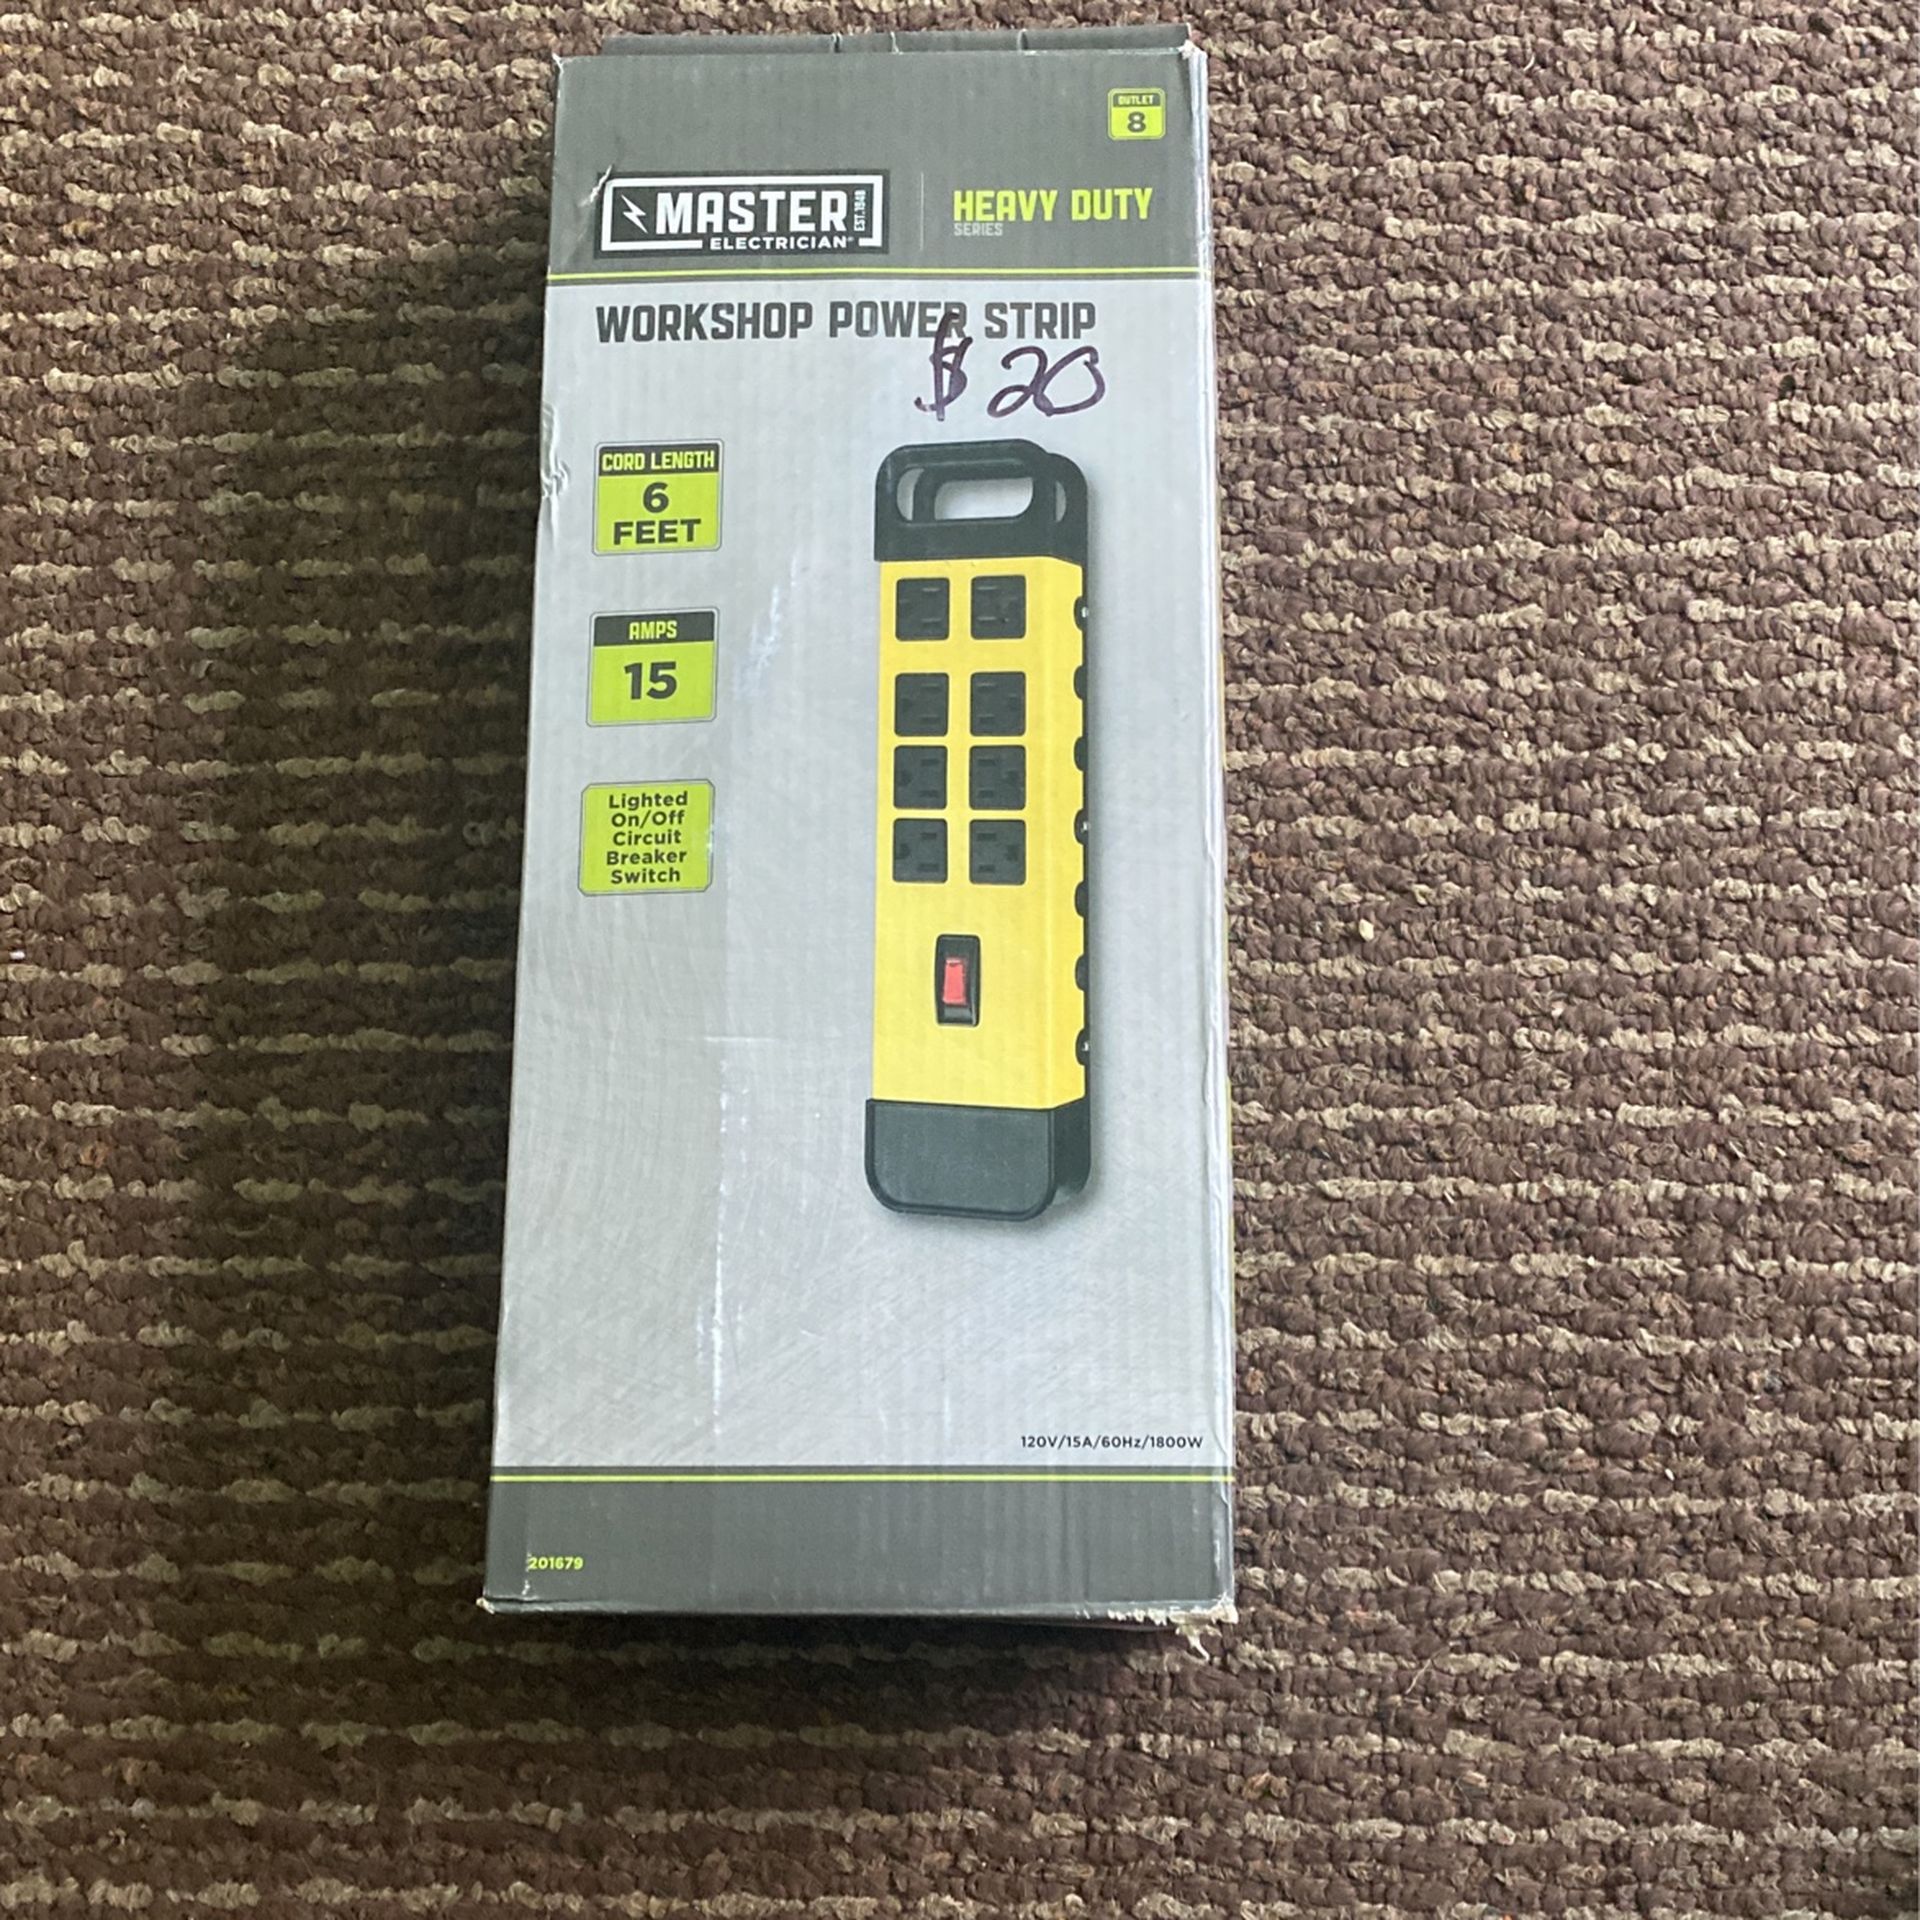 OUTLET
8
MASTER
EST. 1949
ELECTRICIAN®
HEAVY DUTY
SERIES
WORKSHOP POWER STRIP
$20
CORD LENGTH
6
FEET
AMPS
15
Lighted
On/Off
Circuit
Breaker
Switch
120V/15A/60Hz/1800W
201679